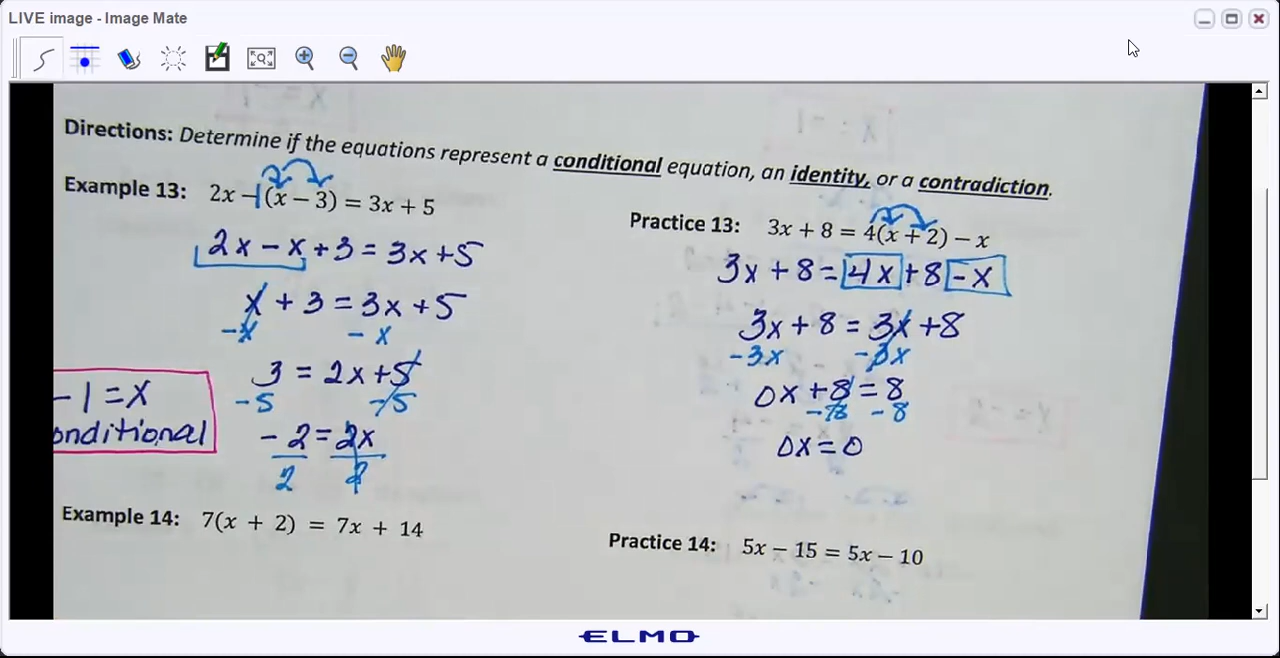 LIVE image - Image Mate
Directions: Determine if the equations represent a conditional equation, an identity, or a contradiction.
Example 13: 2x -1(x − 3) = 3x + 5
2x − x + 3 = 3x + 5
x + 3 = 3x + 5
-x - x
3 = 2x + 5
-5 -5
-2 = 2x
2 2
-1 = x
onditional
Practice 13: 3x + 8 = 4(x + 2) − x
3x + 8 = 4x + 8 - x
3x + 8 = 3x + 8
-3x -3x
0x + 8 = 8
-8 -8
0x = 0
Example 14: 7(x + 2) = 7x + 14
Practice 14: 5x − 15 = 5x − 10
ELMO